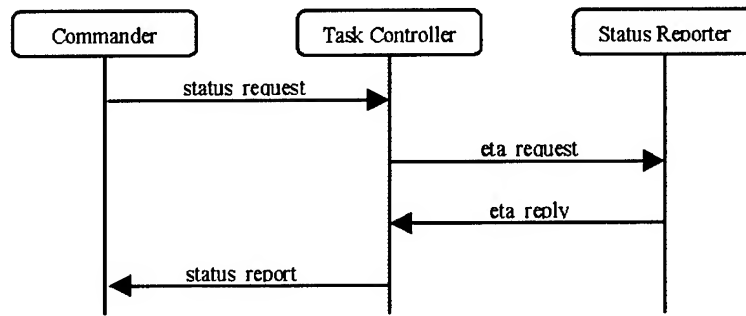 Commander
Task Controller
Status Reporter
status request
eta request
eta reply
status report